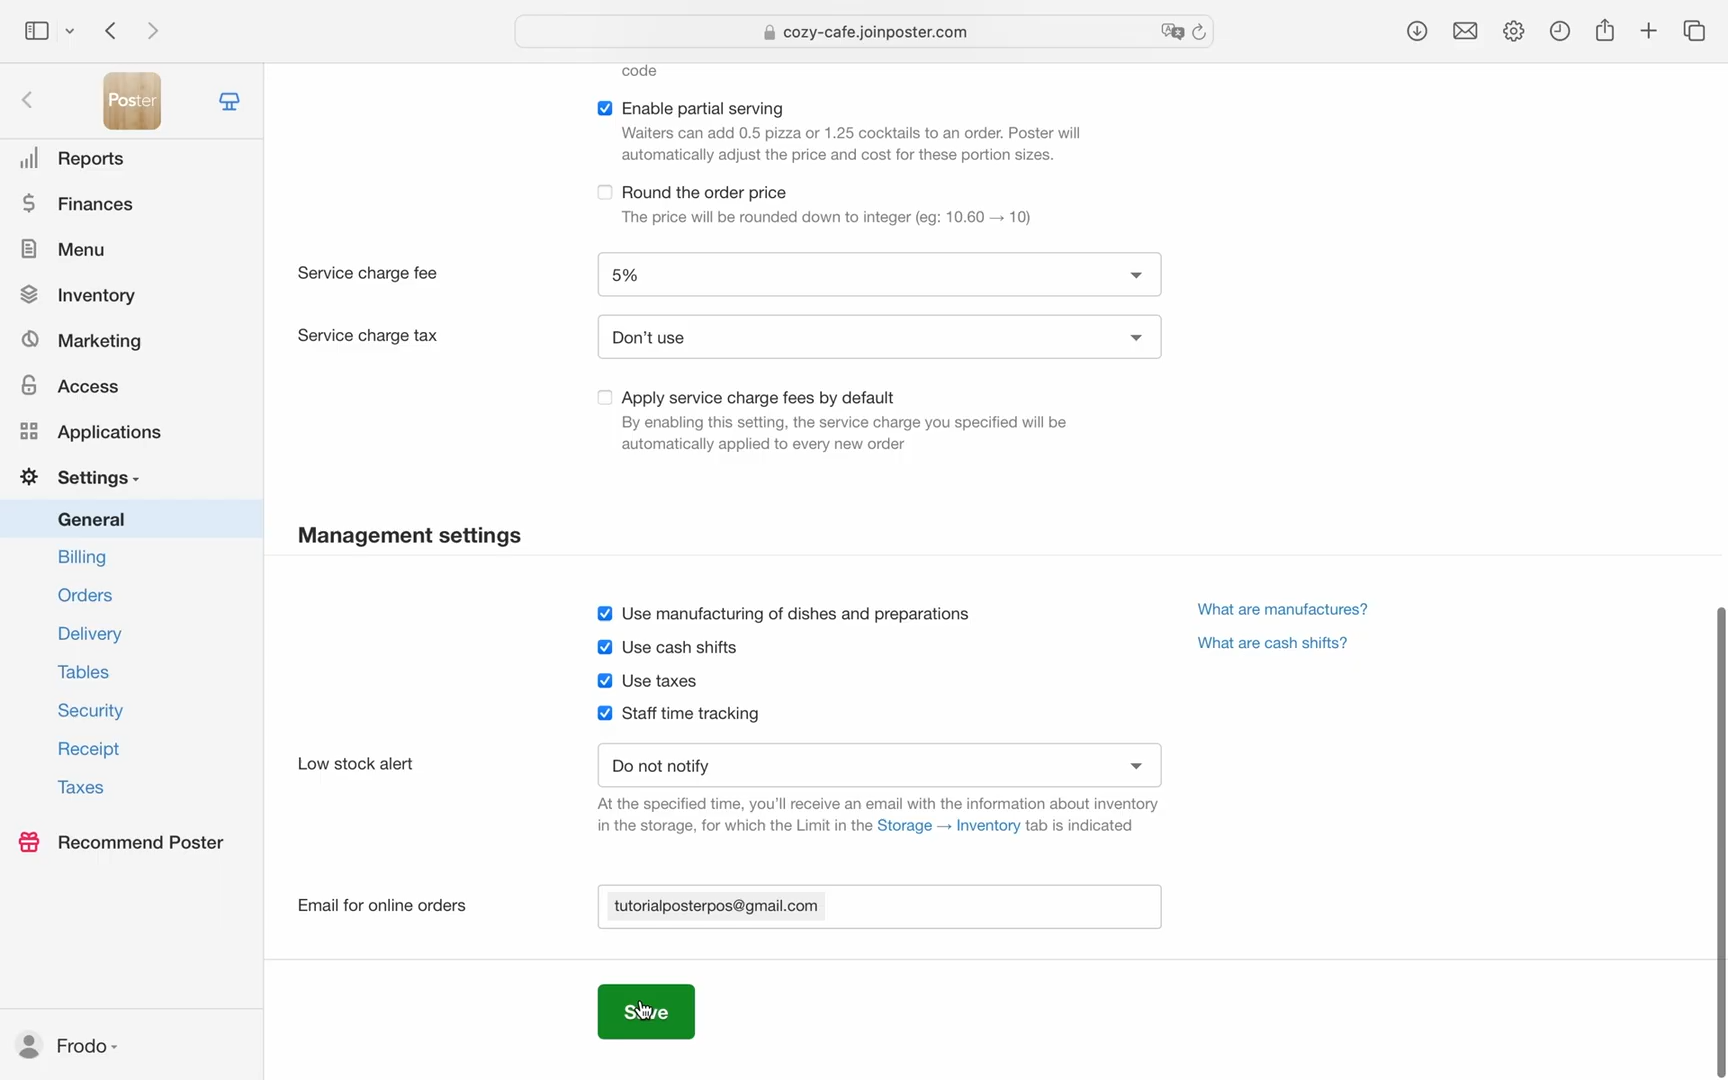 cozy-cafe.joinposter.com
Poster
Reports
Finances
Menu
Inventory
Marketing
Access
Applications
Settings
General
Billing
Orders
Delivery
Tables
Security
Receipt
Taxes
Recommend Poster
Frodo
code
Enable partial serving
Waiters can add 0.5 pizza or 1.25 cocktails to an order. Poster will
automatically adjust the price and cost for these portion sizes.
Round the order price
The price will be rounded down to integer (eg: 10.60 → 10)
Service charge fee
5%
Service charge tax
Don't use
Apply service charge fees by default
By enabling this setting, the service charge you specified will be
automatically applied to every new order
Management settings
Use manufacturing of dishes and preparations
What are manufactures?
Use cash shifts
What are cash shifts?
Use taxes
Staff time tracking
Low stock alert
Do not notify
At the specified time, you'll receive an email with the information about inventory
in the storage, for which the Limit in the Storage → Inventory tab is indicated
Email for online orders
tutorialposterpos@gmail.com
Save